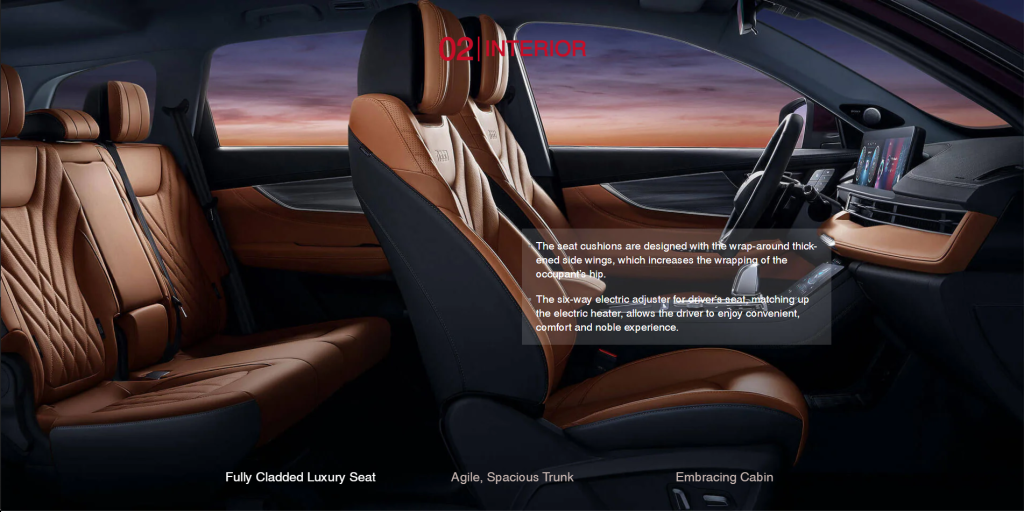 02 | INTERIOR
The seat cushions are designed with the wrap-around thick-
ened side wings, which increases the wrapping of the
occupant's hip.
The six-way electric adjuster for driver's seat, matching up
the electric heater, allows the driver to enjoy convenient,
comfort and noble experience.
Fully Cladded Luxury Seat
Agile, Spacious Trunk
Embracing Cabin